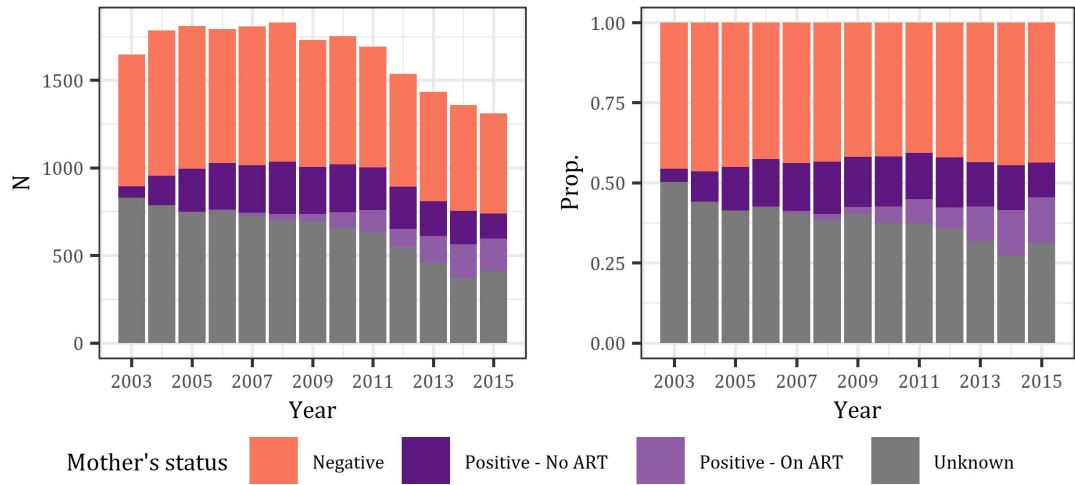 1500
1000
500
0
N
2003 2005 2007 2009 2011 2013 2015
Year
1.00
0.75
0.50
0.25
0.00
Prop.
2003 2005 2007 2009 2011 2013 2015
Year
Mother's status Negative Positive - No ART Positive - On ART Unknown